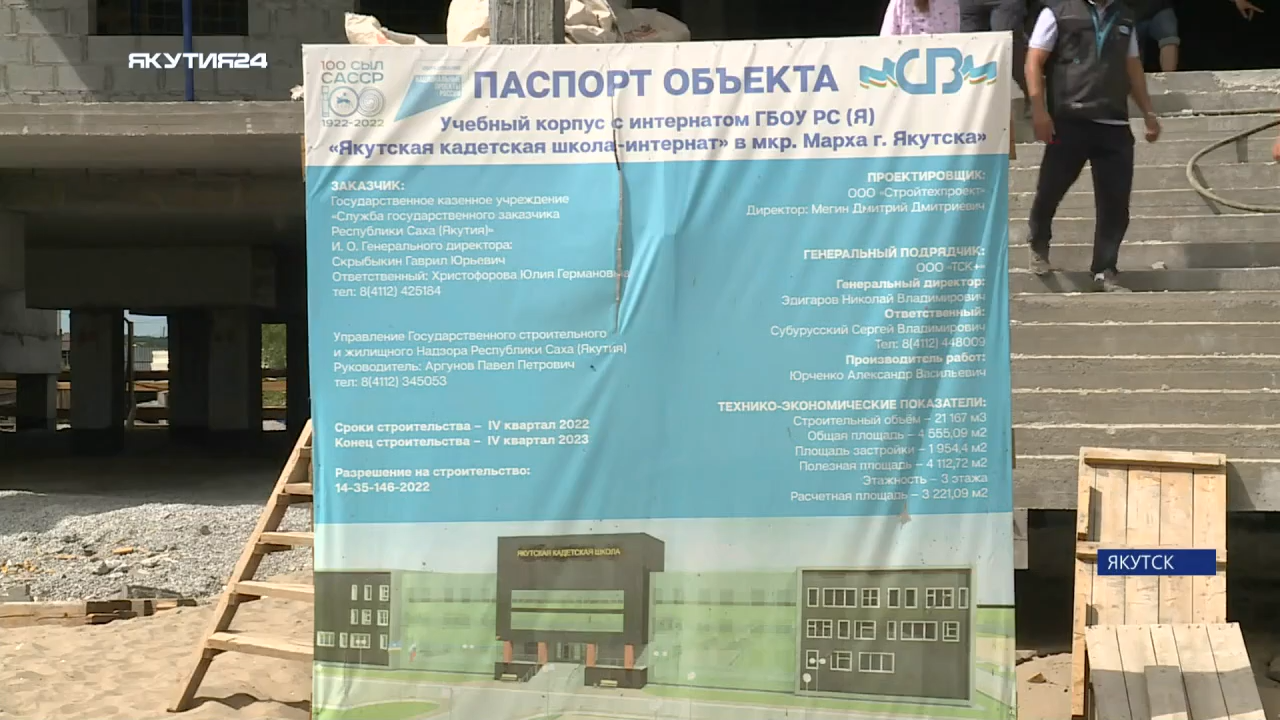 ЯКУТИЯ24
100 СЫЛ
САССР
100
1922-2022
НАЦИОНАЛЬНЫЕ
ПРОЕКТЫ
РОССИИ
ПАСПОРТ ОБЪЕКТА
Учебный корпус с интернатом ГБОУ РС (Я)
«Якутская кадетская школа-интернат» в мкр. Марха г. Якутска»
ЗАКАЗЧИК:
Государственное казенное учреждение
«Служба государственного заказчика
Республики Саха (Якутия)»
И. О. Генерального директора:
Скрыбыкин Гаврил Юрьевич
Ответственный: Христофорова Юлия Германовна
тел: 8(4112) 425184
Управление Государственного строительного
и жилищного Надзора Республики Саха (Якутия)
Руководитель: Аргунов Павел Петрович
тел: 8(4112) 345053
Сроки строительства – IV квартал 2022
Конец строительства – IV квартал 2023
Разрешение на строительство:
14-35-146-2022
ПРОЕКТИРОВЩИК:
ООО «Стройтехпроект»
Директор: Мегин Дмитрий Дмитриевич
ГЕНЕРАЛЬНЫЙ ПОДРЯДЧИК:
ООО «ТСК+»
Генеральный директор:
Эдигаров Николай Владимирович
Ответственный:
Субурусский Сергей Владимирович
Тел: 8(4112) 448009
Производитель работ:
Юрченко Александр Васильевич
ТЕХНИКО-ЭКОНОМИЧЕСКИЕ ПОКАЗАТЕЛИ:
Строительный объём – 21 167 м3
Общая площадь – 4 555,09 м2
Площадь застройки – 1 954,4 м2
Полезная площадь – 4 112,72 м2
Этажность – 3 этажа
Расчетная площадь – 3 221,09 м2
ЯКУТСКАЯ КАДЕТСКАЯ ШКОЛА
ЯКУТСК